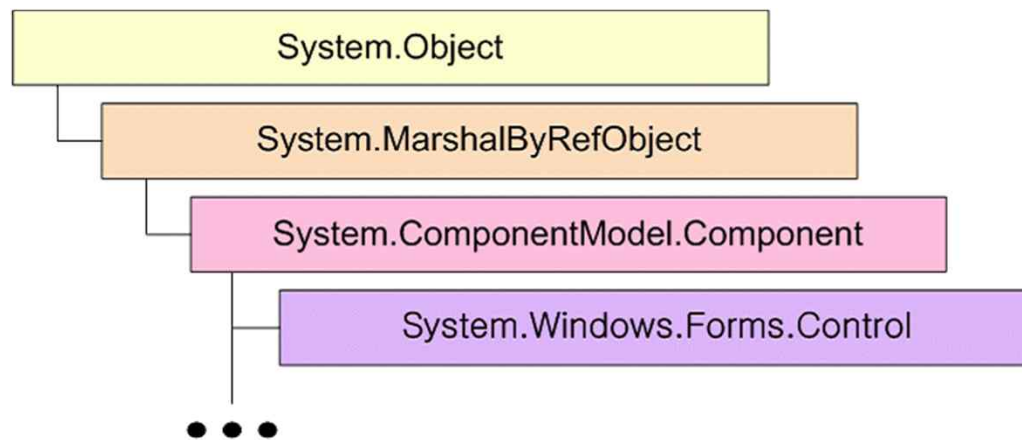 System.Object
System.MarshalByRefObject
System.ComponentModel.Component
System.Windows.Forms.Control